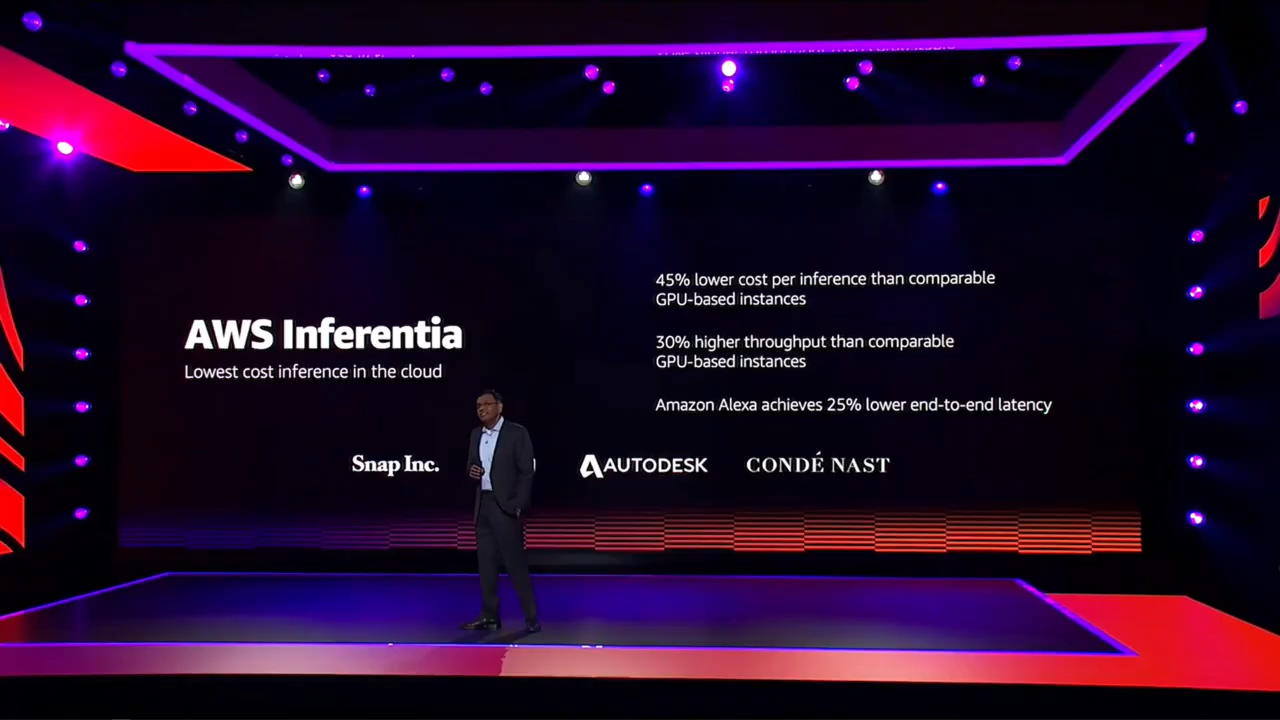 AWS Inferentia
Lowest cost inference in the cloud
45% lower cost per inference than comparable
GPU-based instances
30% higher throughput than comparable
GPU-based instances
Amazon Alexa achieves 25% lower end-to-end latency
Snap Inc.
AUTODESK
CONDÉ NAST